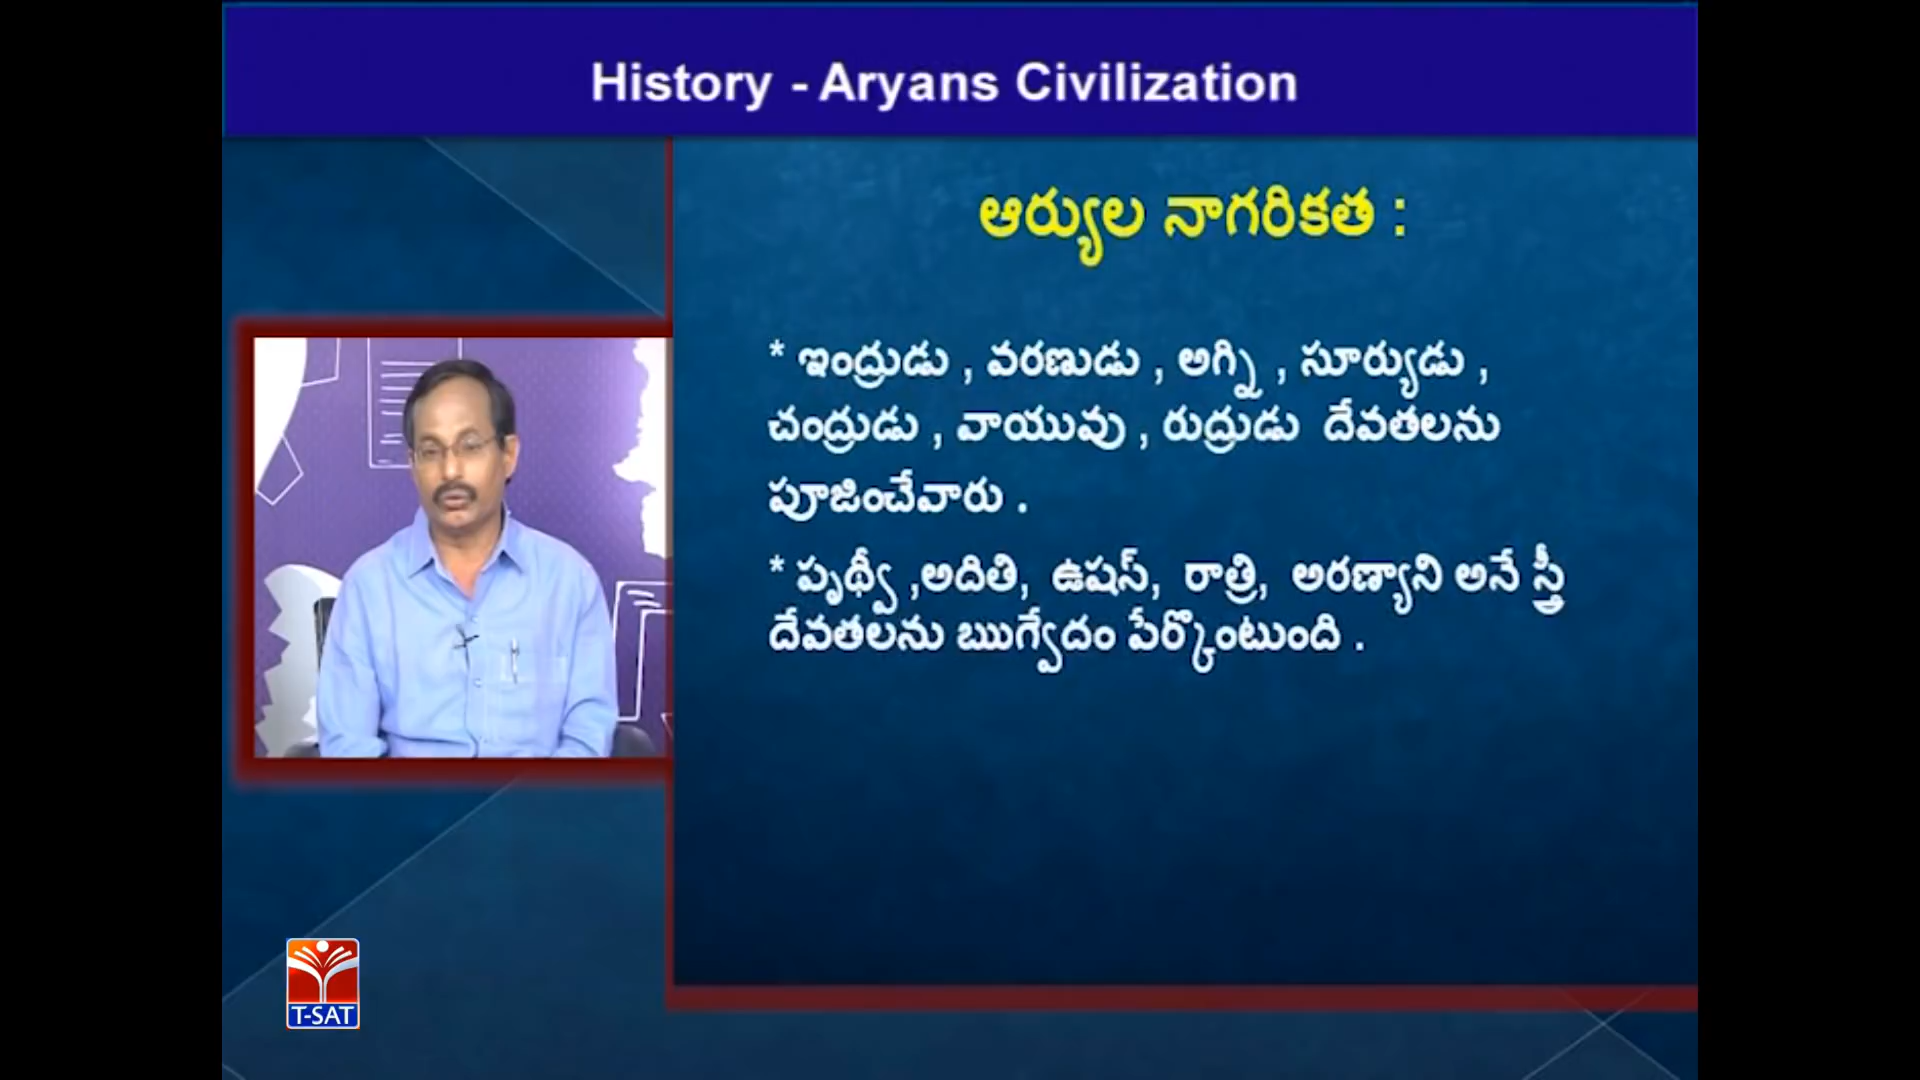 History - Aryans Civilization
ఆర్యుల నాగరికత :
* ఇంద్రుడు , వరణుడు , అగ్ని , సూర్యుడు ,
చంద్రుడు , వాయువు , రుద్రుడు దేవతలను
పూజించేవారు .
* పృథ్వీ ,అదితి, ఉషస్, రాత్రి, అరణ్యాని అనే స్త్రీ
దేవతలను ఋగ్వేదం పేర్కొంటుంది .
T-SAT